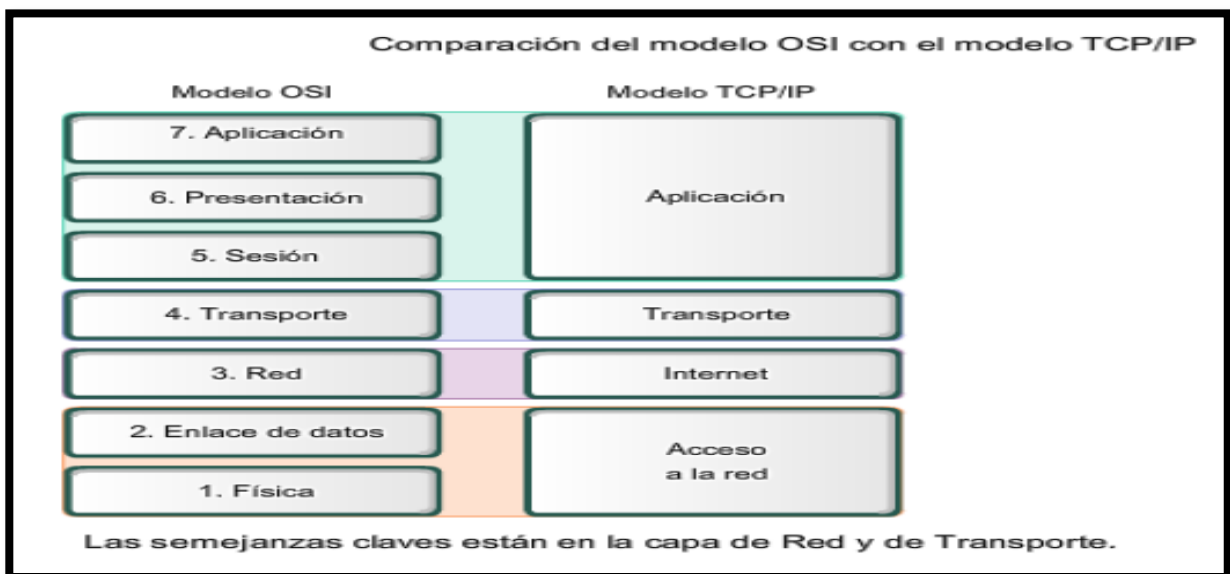 Comparación del modelo OSI con el modelo TCP/IP
Modelo OSI
Modelo TCP/IP
7. Aplicación
6. Presentación
5. Sesión
4. Transporte
3. Red
2. Enlace de datos
1. Física
Aplicación
Transporte
Internet
Acceso
a la red
Las semejanzas claves están en la capa de Red y de Transporte.